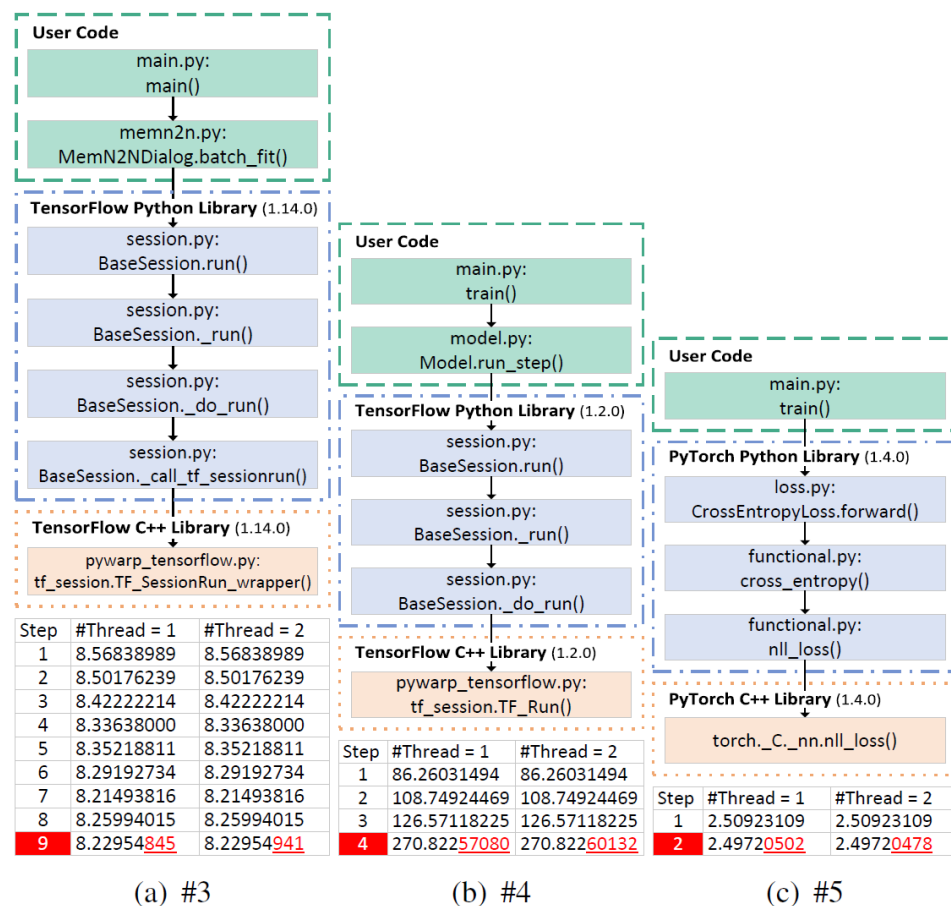 User Code
main.py:
main()
memn2n.py:
MemN2NDialog.batch_fit()
TensorFlow Python Library (1.14.0)
session.py:
BaseSession.run()
session.py:
BaseSession._run()
session.py:
BaseSession._do_run()
session.py:
BaseSession._call_tf_sessionrun()
TensorFlow C++ Library (1.14.0)
pywarp_tensorflow.py:
tf_session.TF_SessionRun_wrapper()
Step #Thread = 1 #Thread = 2
1 8.56838989 8.56838989
2 8.50176239 8.50176239
3 8.42222214 8.42222214
4 8.33638000 8.33638000
5 8.35218811 8.35218811
6 8.29192734 8.29192734
7 8.21493816 8.21493816
8 8.25994015 8.25994015
9 8.22954845 8.22954941
(a) #3
User Code
main.py:
train()
model.py:
Model.run_step()
TensorFlow Python Library (1.2.0)
session.py:
BaseSession.run()
session.py:
BaseSession._run()
session.py:
BaseSession._do_run()
TensorFlow C++ Library (1.2.0)
pywarp_tensorflow.py:
tf_session.TF_Run()
Step #Thread = 1 #Thread = 2
1 86.26031494 86.26031494
2 108.74924469 108.74924469
3 126.57118225 126.57118225
4 270.82257080 270.82260132
(b) #4
User Code
main.py:
train()
PyTorch Python Library (1.4.0)
loss.py:
CrossEntropyLoss.forward()
functional.py:
cross_entropy()
functional.py:
nll_loss()
PyTorch C++ Library (1.4.0)
torch._C._nn.nll_loss()
Step #Thread = 1 #Thread = 2
1 2.50923109 2.50923109
2 2.49720502 2.49720478
(c) #5